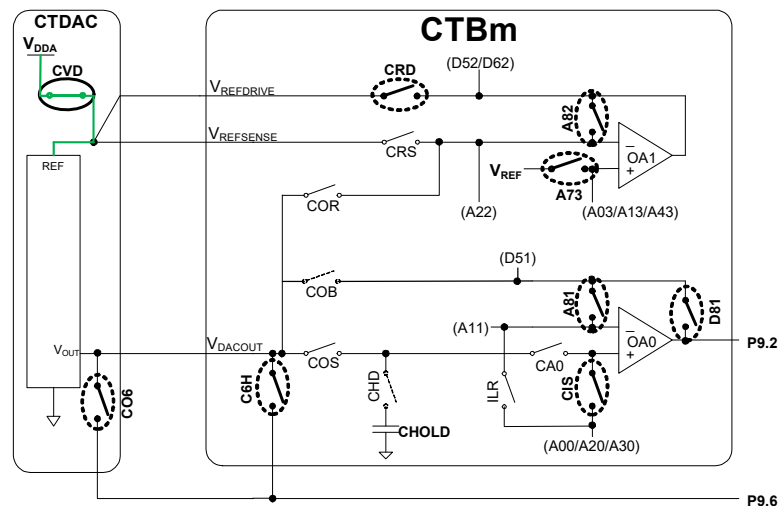 CTDAC
CTBm
VDDA
CVD
CRD
(D52/D62)
VREFDRIVE
A82
VREFSENSE
CRS
–
OA1
+
REF
VREF
A73
COR
(A22)
(A03/A13/A43)
(D51)
COB
A81
D81
(A11)
–
OA0
+
P9.2
VOUT
VDACOUT
COS
CA0
CO6
C6H
CHD
ILR
CIS
CHOLD
(A00/A20/A30)
P9.6